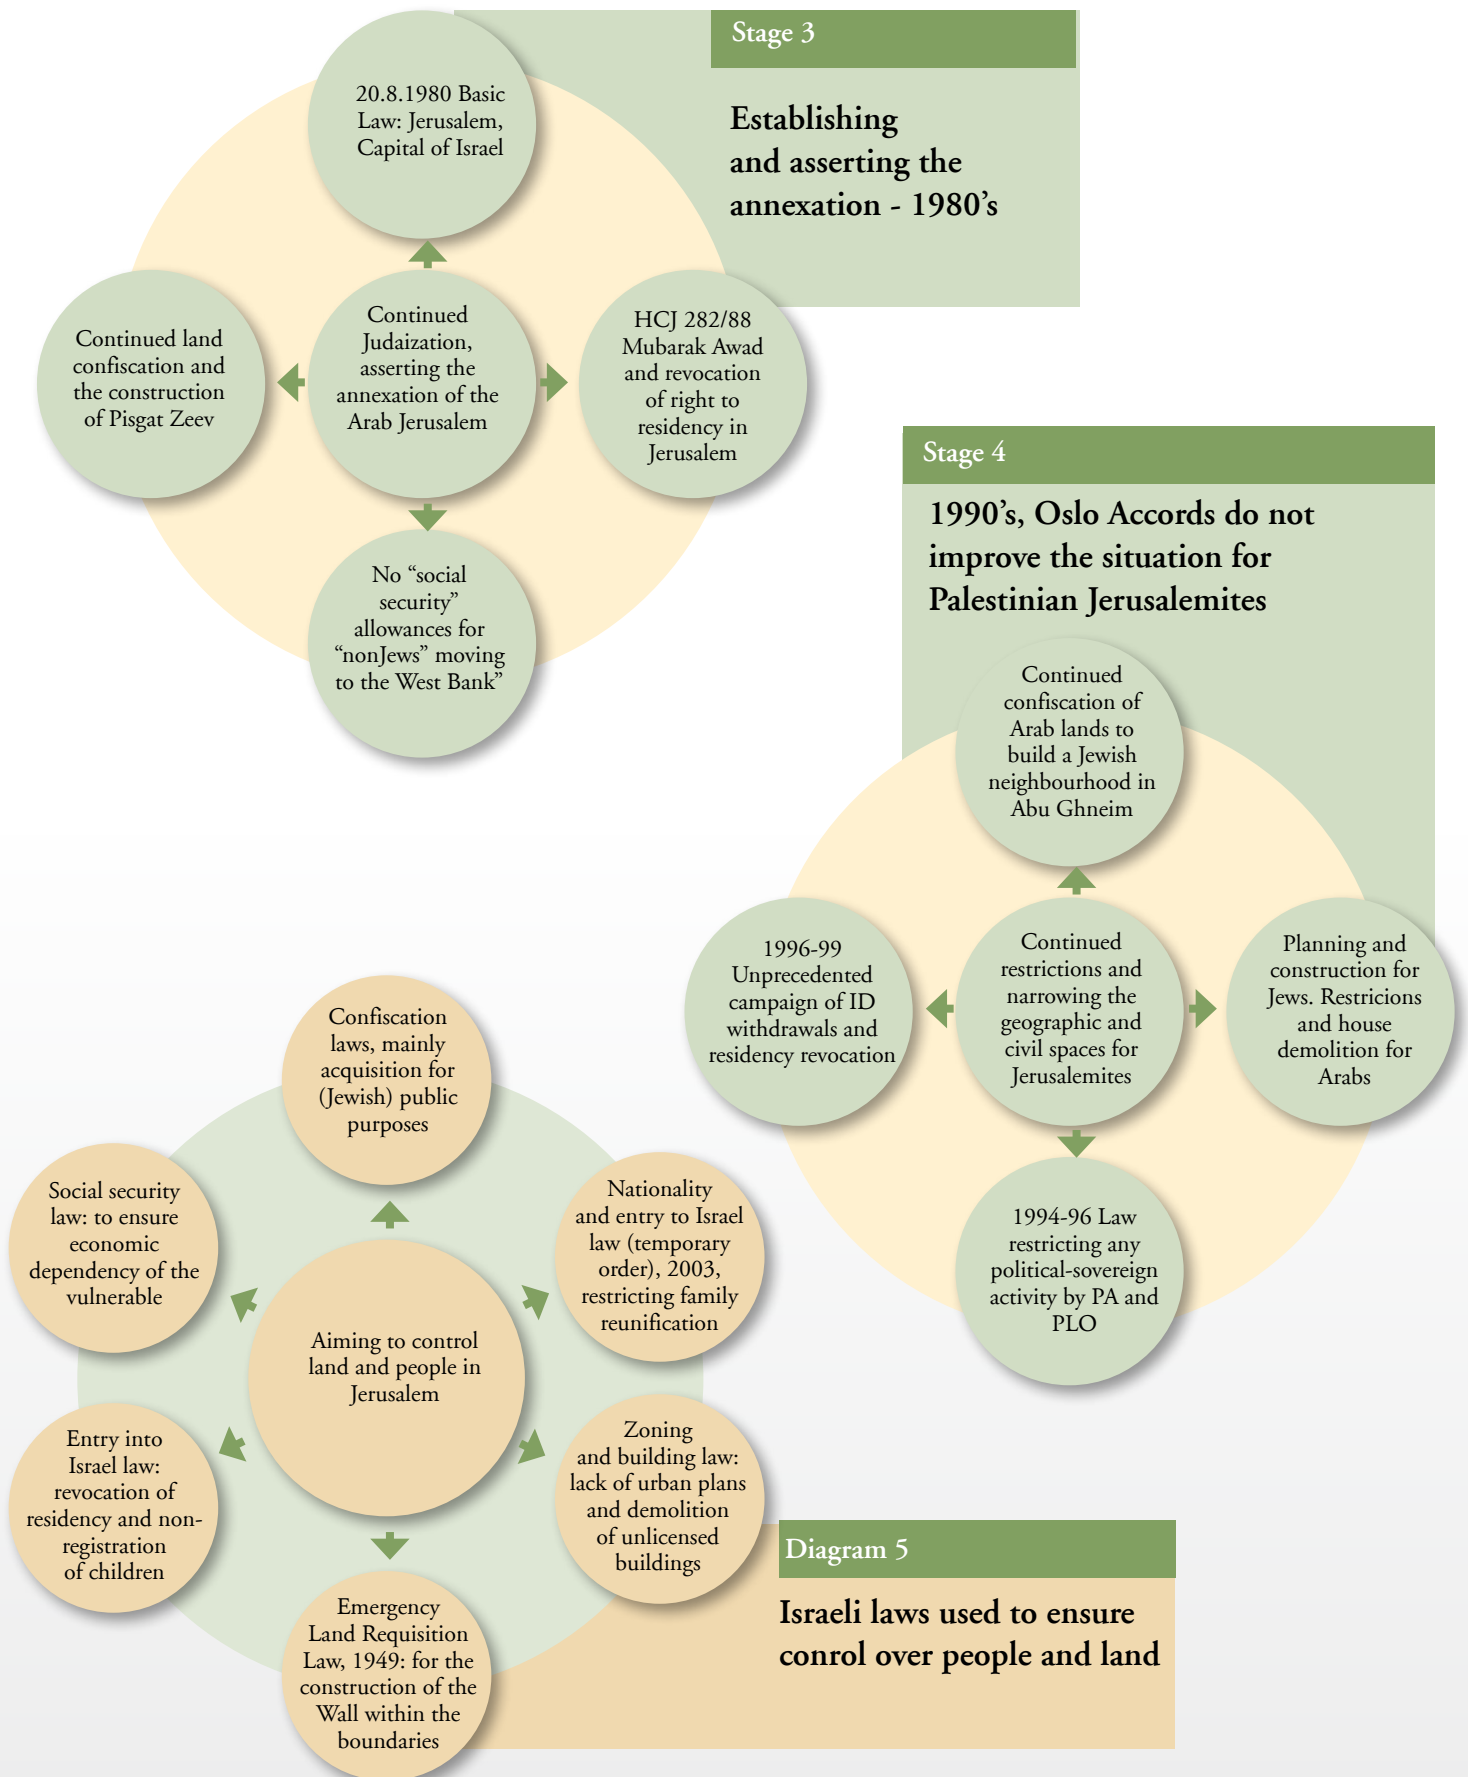 Stage 3
Establishing
and asserting the
annexation - 1980’s
20.8.1980 Basic
Law: Jerusalem,
Capital of Israel
Continued land
confiscation and
the construction
of Pisgat Zeev
Continued
Judaization,
asserting the
annexation of the
Arab Jerusalem
HCJ 282/88
Mubarak Awad
and revocation
of right to
residency in
Jerusalem
No “social
security”
allowances for
“nonJews” moving
to the West Bank”
Stage 4
1990’s, Oslo Accords do not
improve the situation for
Palestinian Jerusalemites
Continued
confiscation of
Arab lands to
build a Jewish
neighbourhood in
Abu Ghneim
1996-99
Unprecedented
campaign of ID
withdrawals and
residency revocation
Continued
restrictions and
narrowing the
geographic and
civil spaces for
Jerusalemites
Planning and
construction for
Jews. Restricions
and house
demolition for
Arabs
1994-96 Law
restricting any
political-sovereign
activity by PA and
PLO
Confiscation
laws, mainly
acquisition for
(Jewish) public
purposes
Social security
law: to ensure
economic
dependency of the
vulnerable
Nationality
and entry to Israel
law (temporary
order), 2003,
restricting family
reunification
Aiming to control
land and people in
Jerusalem
Entry into
Israel law:
revocation of
residency and non-
registration
of children
Zoning
and building law:
lack of urban plans
and demolition
of unlicensed
buildings
Emergency
Land Requisition
Law, 1949: for the
construction of the
Wall within the
boundaries
Diagram 5
Israeli laws used to ensure
conrol over people and land